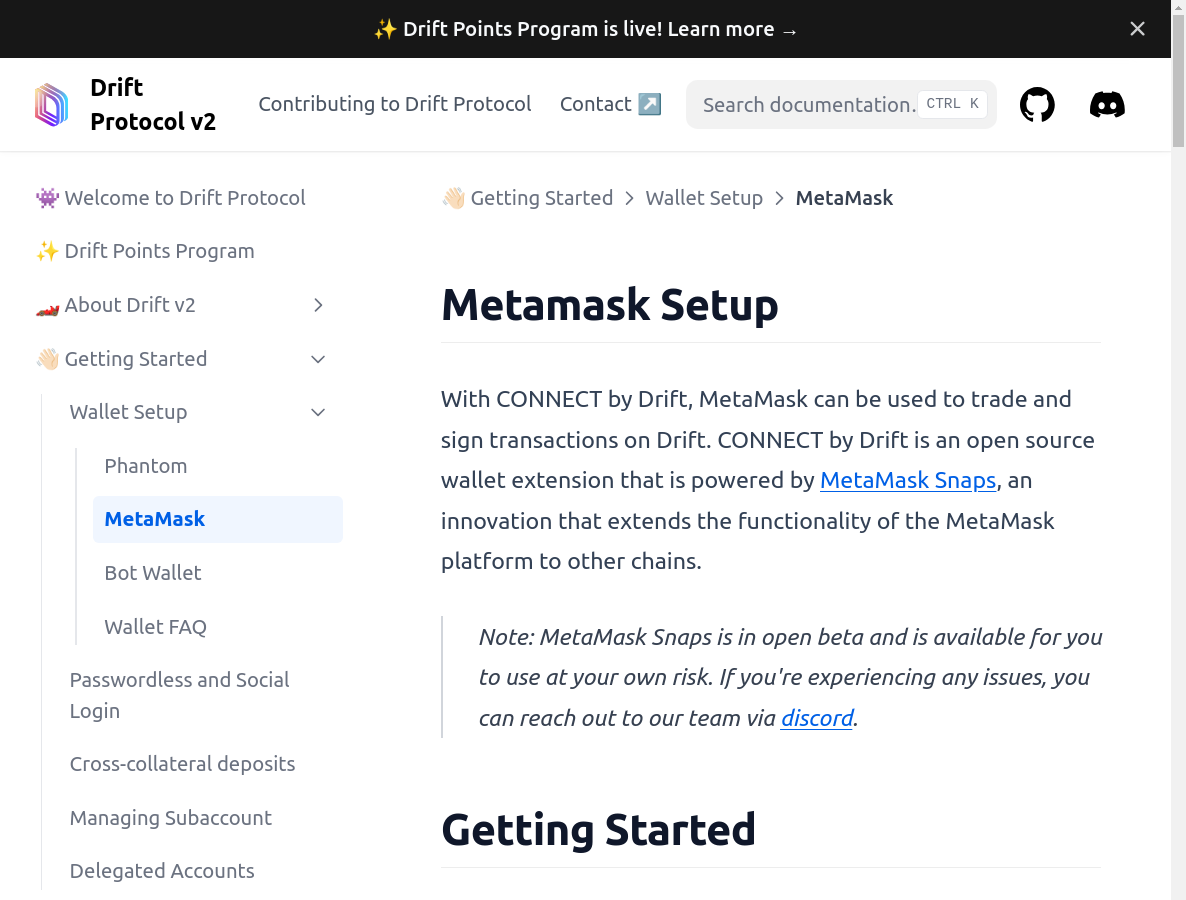 ✨ Drift Points Program is live! Learn more →
Drift
Protocol v2
Contributing to Drift Protocol
Contact ↗️
Search documentation.
CTRL K
👾 Welcome to Drift Protocol
✨ Drift Points Program
🏎️ About Drift v2
👋🏻 Getting Started
Wallet Setup
Phantom
MetaMask
Bot Wallet
Wallet FAQ
Passwordless and Social
Login
Cross-collateral deposits
Managing Subaccount
Delegated Accounts
👋🏻 Getting Started > Wallet Setup > MetaMask
Metamask Setup
With CONNECT by Drift, MetaMask can be used to trade and
sign transactions on Drift. CONNECT by Drift is an open source
wallet extension that is powered by MetaMask Snaps, an
innovation that extends the functionality of the MetaMask
platform to other chains.
Note: MetaMask Snaps is in open beta and is available for you
to use at your own risk. If you're experiencing any issues, you
can reach out to our team via discord.
Getting Started